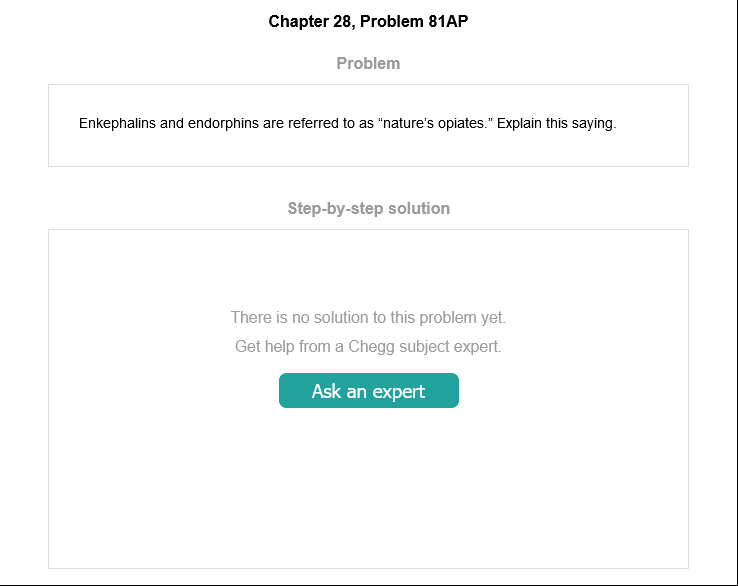 Chapter 28, Problem 81AP
Problem
Enkephalins and endorphins are referred to as “nature’s opiates.” Explain this saying.
Step-by-step solution
There is no solution to this problem yet.
Get help from a Chegg subject expert.
Ask an expert